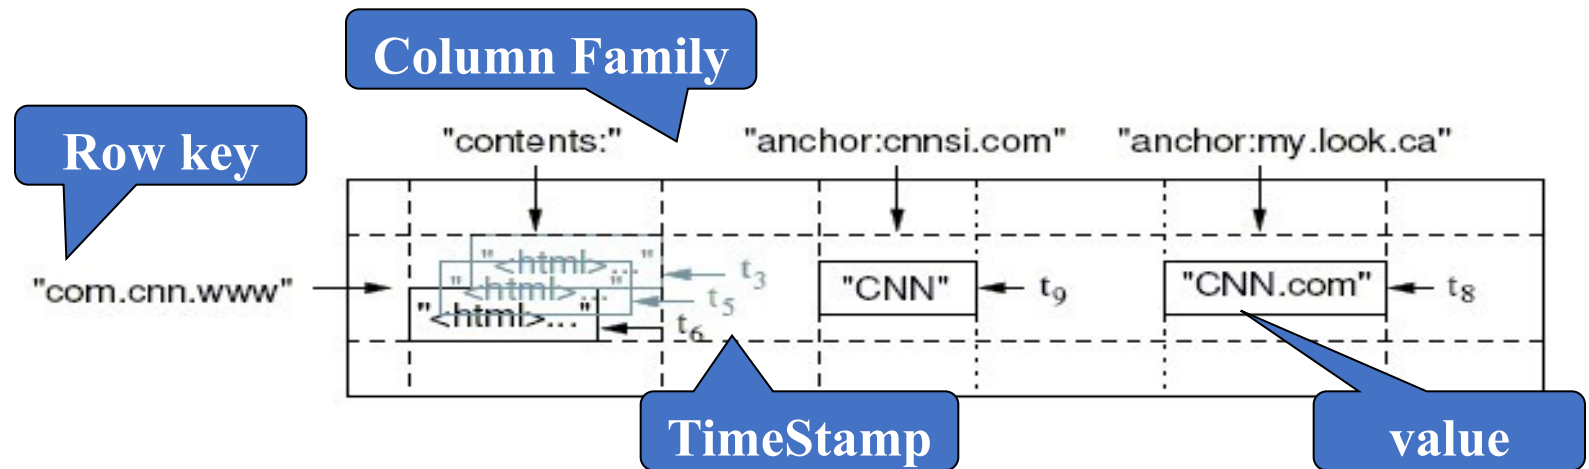 Column Family
Row key
"contents:"
"anchor:cnnsi.com"
"anchor:my.look.ca"
"<html>..."
t3
"<html>..."
t5
"<html>..."
t6
"com.cnn.www"
"CNN"
t9
"CNN.com"
t8
TimeStamp
value